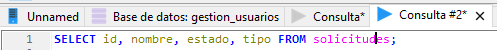 Unnamed Base de datos: gestion_usuarios Consulta* Consulta #2*
1 SELECT id, nombre, estado, tipo FROM solicitudes;